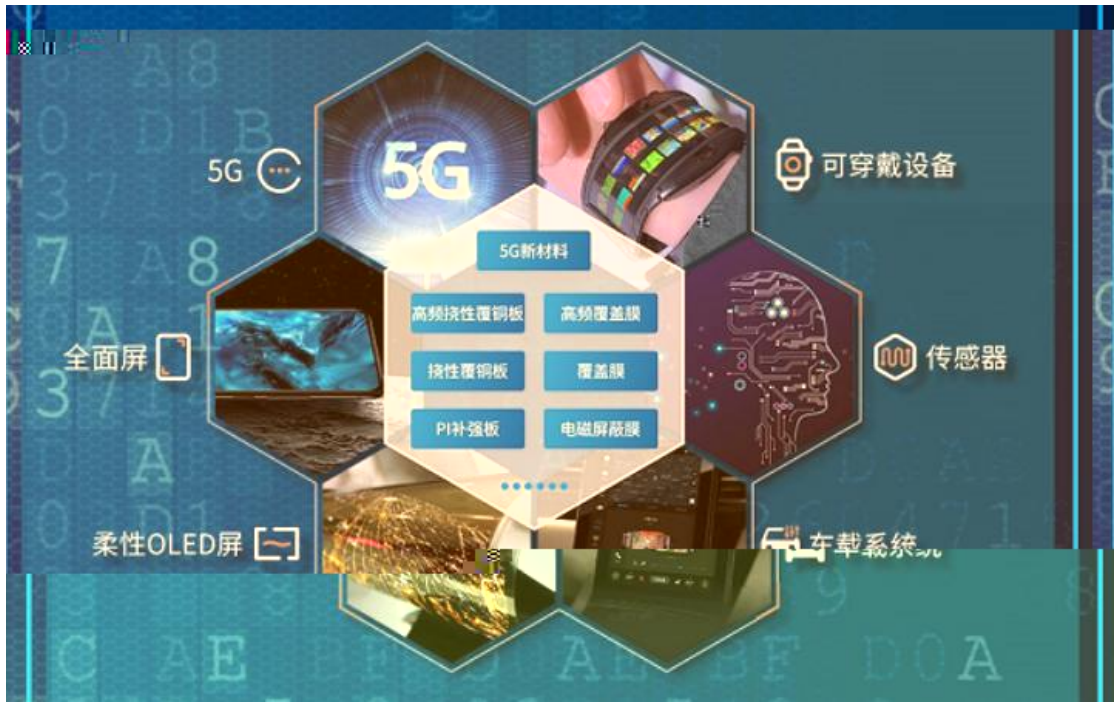 5G
5G
可穿戴设备
5G新材料
高频挠性覆铜板
高频覆盖膜
全面屏
挠性覆铜板
覆盖膜
传感器
PI补强板
电磁屏蔽膜
柔性OLED屏
车载系统